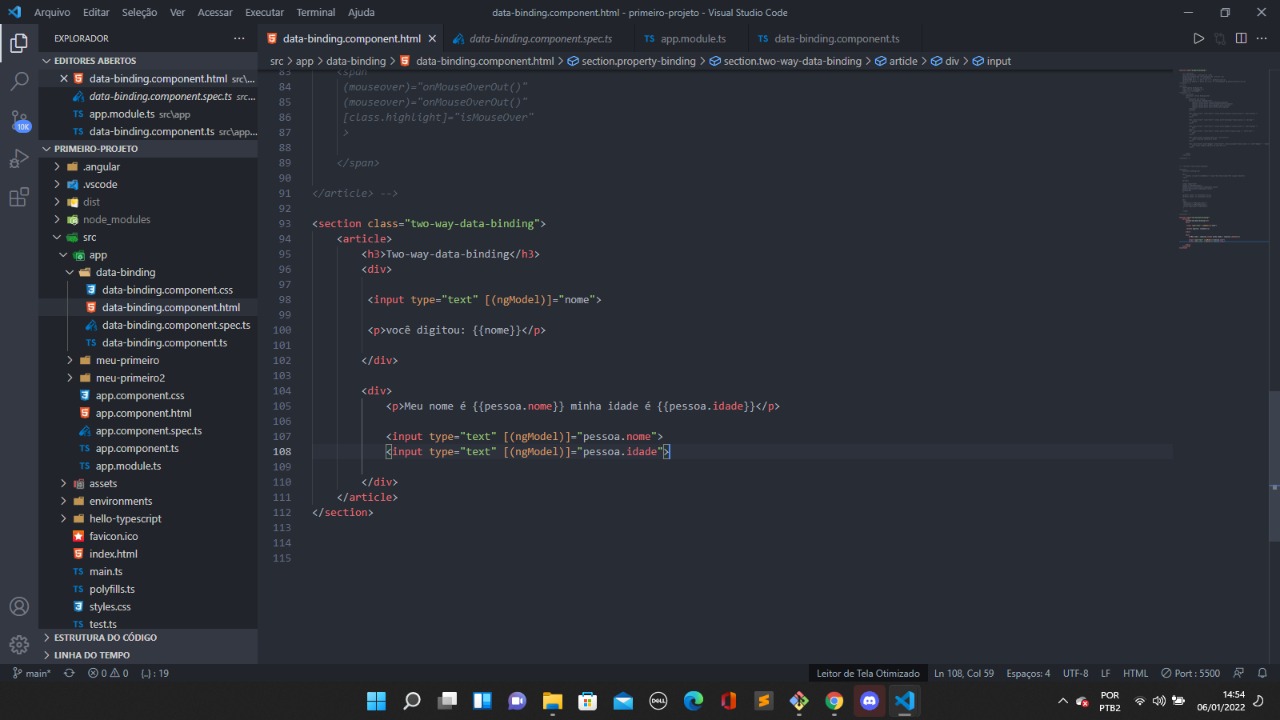 Arquivo Editar Seleção Ver Acessar Executar Terminal Ajuda
data-binding.component.html - primeiro-projeto - Visual Studio Code
EXPLORADOR
EDITORES ABERTOS
data-binding.component.html src\...
data-binding.component.spec.ts src...
app.module.ts src\app
data-binding.component.ts src\app...
PRIMEIRO-PROJETO
.angular
.vscode
dist
node_modules
src
app
data-binding
data-binding.component.css
data-binding.component.html
data-binding.component.spec.ts
data-binding.component.ts
meu-primeiro
meu-primeiro2
app.component.css
app.component.html
app.component.spec.ts
app.component.ts
app.module.ts
assets
environments
hello-typescript
favicon.ico
index.html
main.ts
polyfills.ts
styles.css
test.ts
ESTRUTURA DO CÓDIGO
LINHA DO TEMPO
10K
data-binding.component.html
data-binding.component.spec.ts
TS app.module.ts
TS data-binding.component.ts
src > app > data-binding > data-binding.component.html > section.property-binding > section.two-way-data-binding > article > div > input
83 <span
84 (mouseover)="onMouseOverOut()"
85 (mouseover)="onMouseOverOut()"
86 [class.highlight]="isMouseOver"
87 >
88
89 </span>
90
91 </article> -->
92
93 <section class="two-way-data-binding">
94 <article>
95 <h3>Two-way-data-binding</h3>
96 <div>
97
98 <input type="text" [(ngModel)]="nome">
99
100 <p>você digitou: {{nome}}</p>
101
102 </div>
103
104 <div>
105 <p>Meu nome é {{pessoa.nome}} minha idade é {{pessoa.idade}}</p>
106
107 <input type="text" [(ngModel)]="pessoa.nome">
108 <input type="text" [(ngModel)]="pessoa.idade">
109
110 </div>
111 </article>
112 </section>
113
114
115
main* 0 0 {..} : 19
Leitor de Tela Otimizado Ln 108, Col 59 Espaços: 4 UTF-8 LF HTML Port : 5500
DELL
POR
PTB2
14:54
06/01/2022